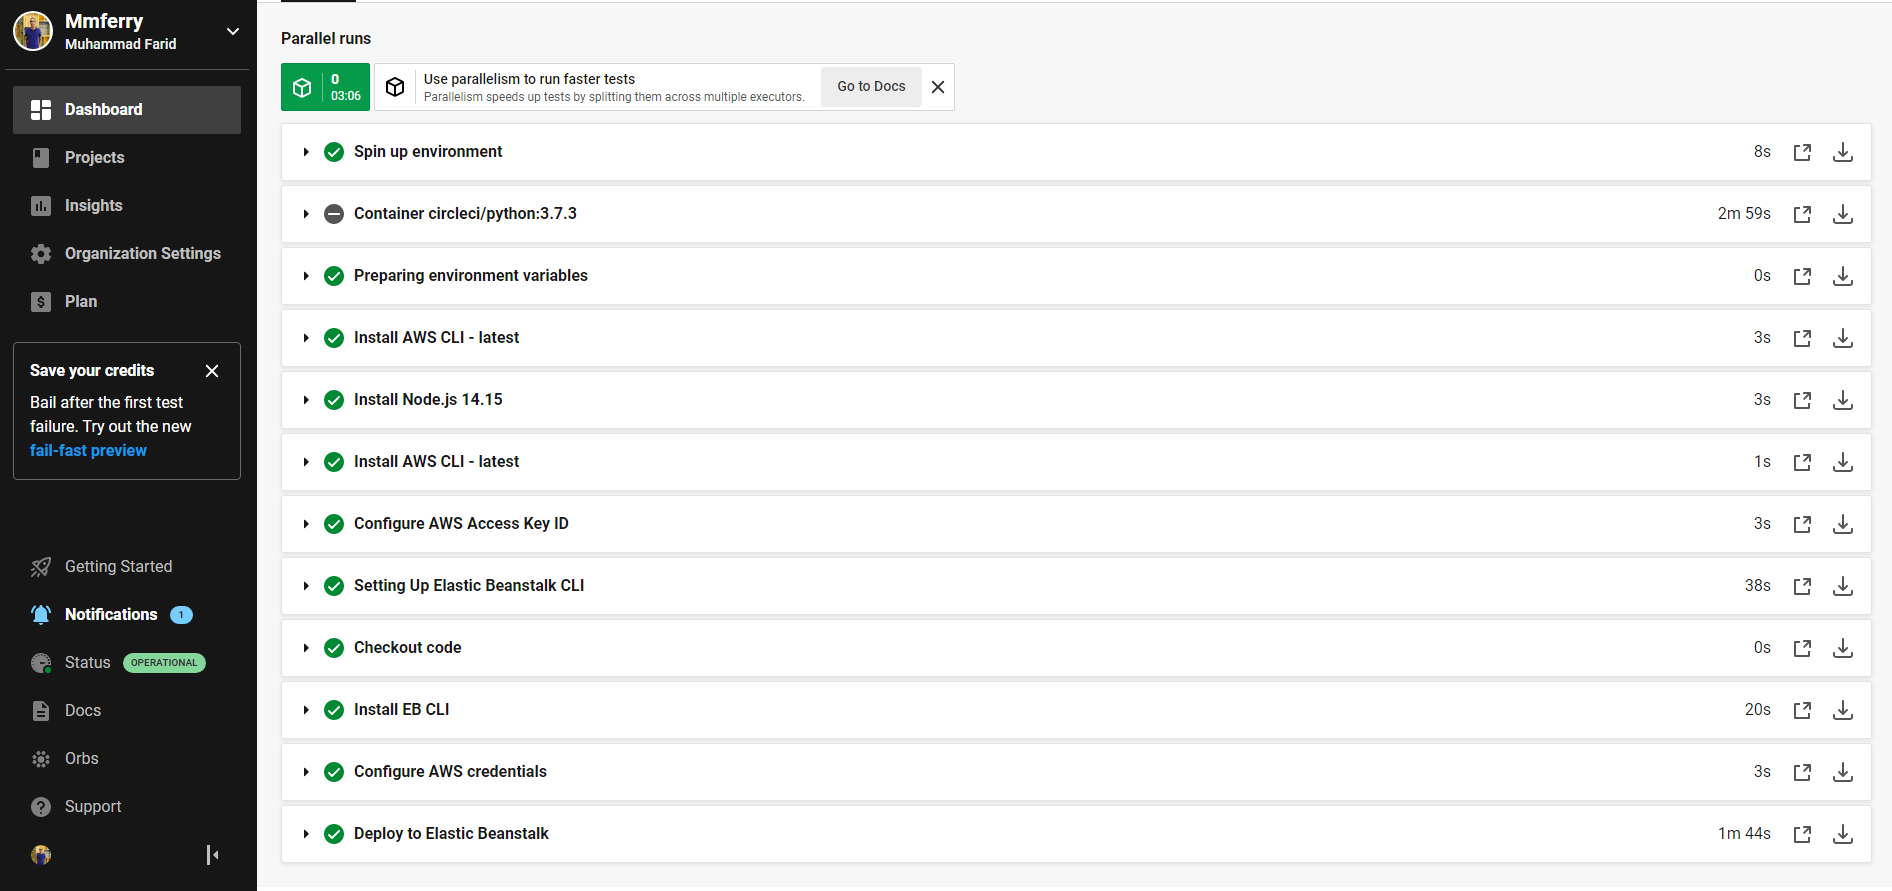 Mmferry
Muhammad Farid
Dashboard
Projects
Insights
Organization Settings
Plan
Save your credits
Bail after the first test
failure. Try out the new
fail-fast preview
Getting Started
Notifications 1
Status OPERATIONAL
Docs
Orbs
Support
Parallel runs
0
03:06
Use parallelism to run faster tests
Parallelism speeds up tests by splitting them across multiple executors.
Go to Docs
Spin up environment 8s
Container circleci/python:3.7.3 2m 59s
Preparing environment variables 0s
Install AWS CLI - latest 3s
Install Node.js 14.15 3s
Install AWS CLI - latest 1s
Configure AWS Access Key ID 3s
Setting Up Elastic Beanstalk CLI 38s
Checkout code 0s
Install EB CLI 20s
Configure AWS credentials 3s
Deploy to Elastic Beanstalk 1m 44s